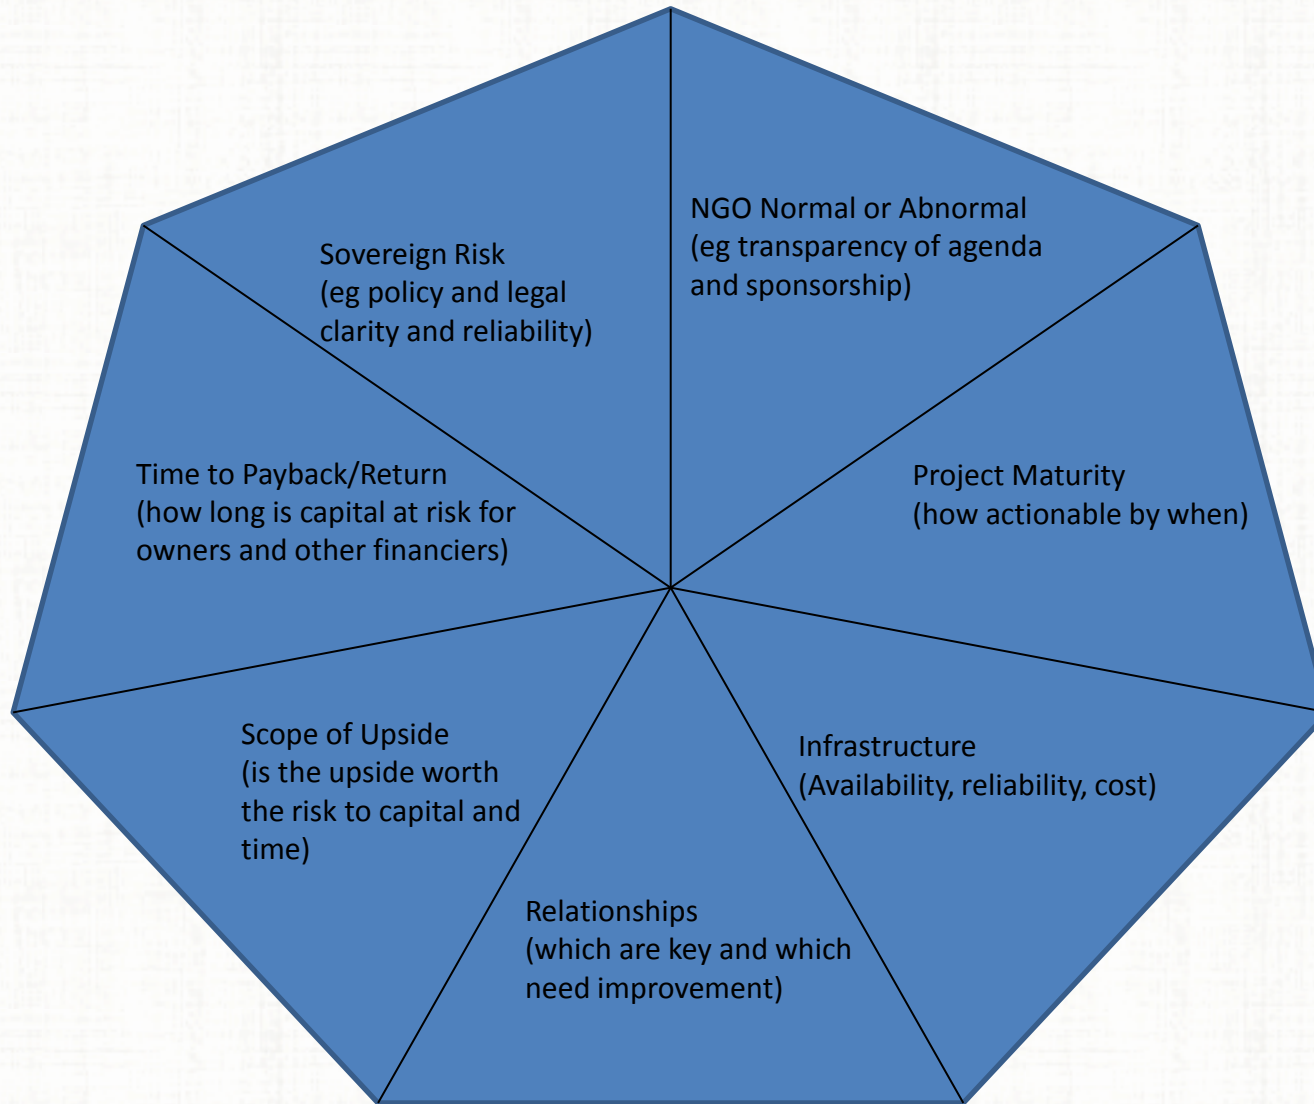 NGO Normal or Abnormal
(eg transparency of agenda
and sponsorship)
Sovereign Risk
(eg policy and legal
clarity and reliability)
Time to Payback/Return
(how long is capital at risk for
owners and other financiers)
Project Maturity
(how actionable by when)
Scope of Upside
(is the upside worth
the risk to capital and
time)
Infrastructure
(Availability, reliability, cost)
Relationships
(which are key and which
need improvement)